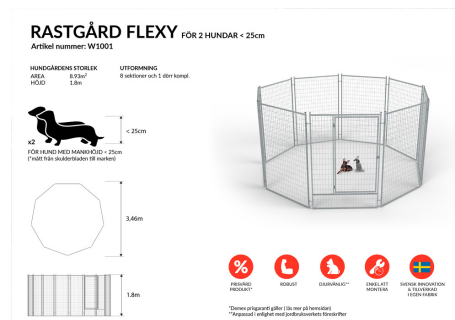 RASTGÅRD FLEXY FÖR 2 HUNDAR < 25cm
Artikel nummer: W1001
HUNDGÅRDENS STORLEK
AREA 8.93m²
HÖJD 1.8m
UTFORMNING
8 sektioner och 1 dörr kompl.
< 25cm
x2
FÖR HUND MED MANKHÖJD < 25cm
(*mått från skulderbladen till marken)
3,46m
1.8m
PRISVÄRD
PRODUKT*
ROBUST
DJURVÄNLIG**
ENKEL ATT
MONTERA
SVENSK INNOVATION
& TILLVERKAD
I EGEN FABRIK
*Demex prisgaranti gäller (läs mer på hemsidan)
**Anpassad i enlighet med jordbruksverkets föreskrifter